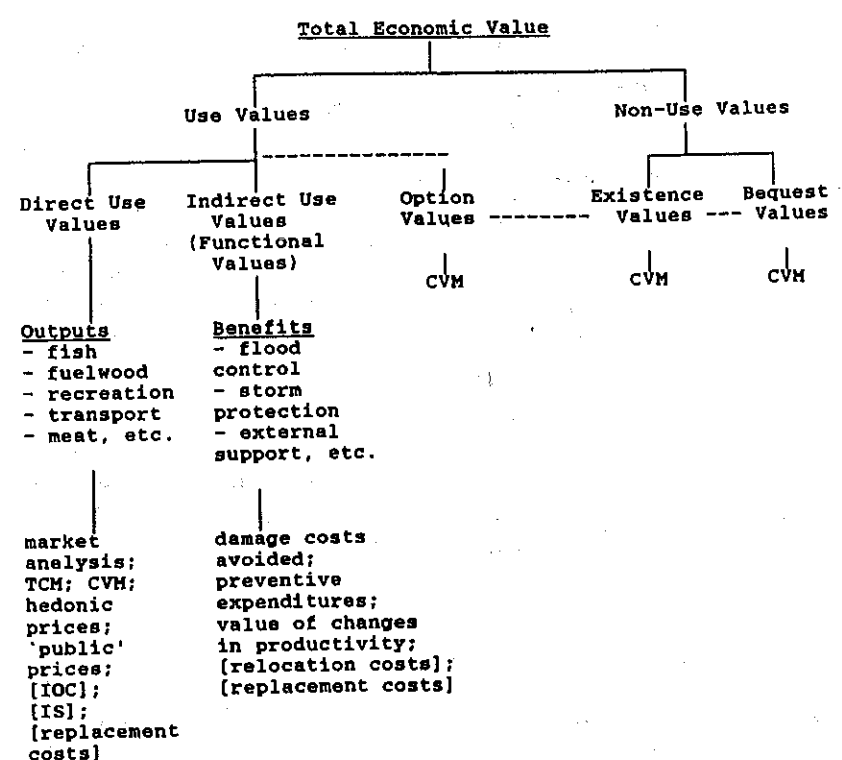 Total Economic Value
Use Values
Non-Use Values
Direct Use
Values
Indirect Use
Values
(Functional
Values)
Option
Values
Existence
Values
Bequest
Values
CVM
CVM
CVM
Outputs
- fish
- fuelwood
- recreation
- transport
- meat, etc.
Benefits
- flood
control
- storm
protection
- external
support, etc.
market
analysis;
TCM; CVM;
hedonic
prices;
`public'
prices;
[IOC];
[IS];
[replacement
costs]
damage costs
avoided;
preventive
expenditures;
value of changes
in productivity;
[relocation costs];
[replacement costs]